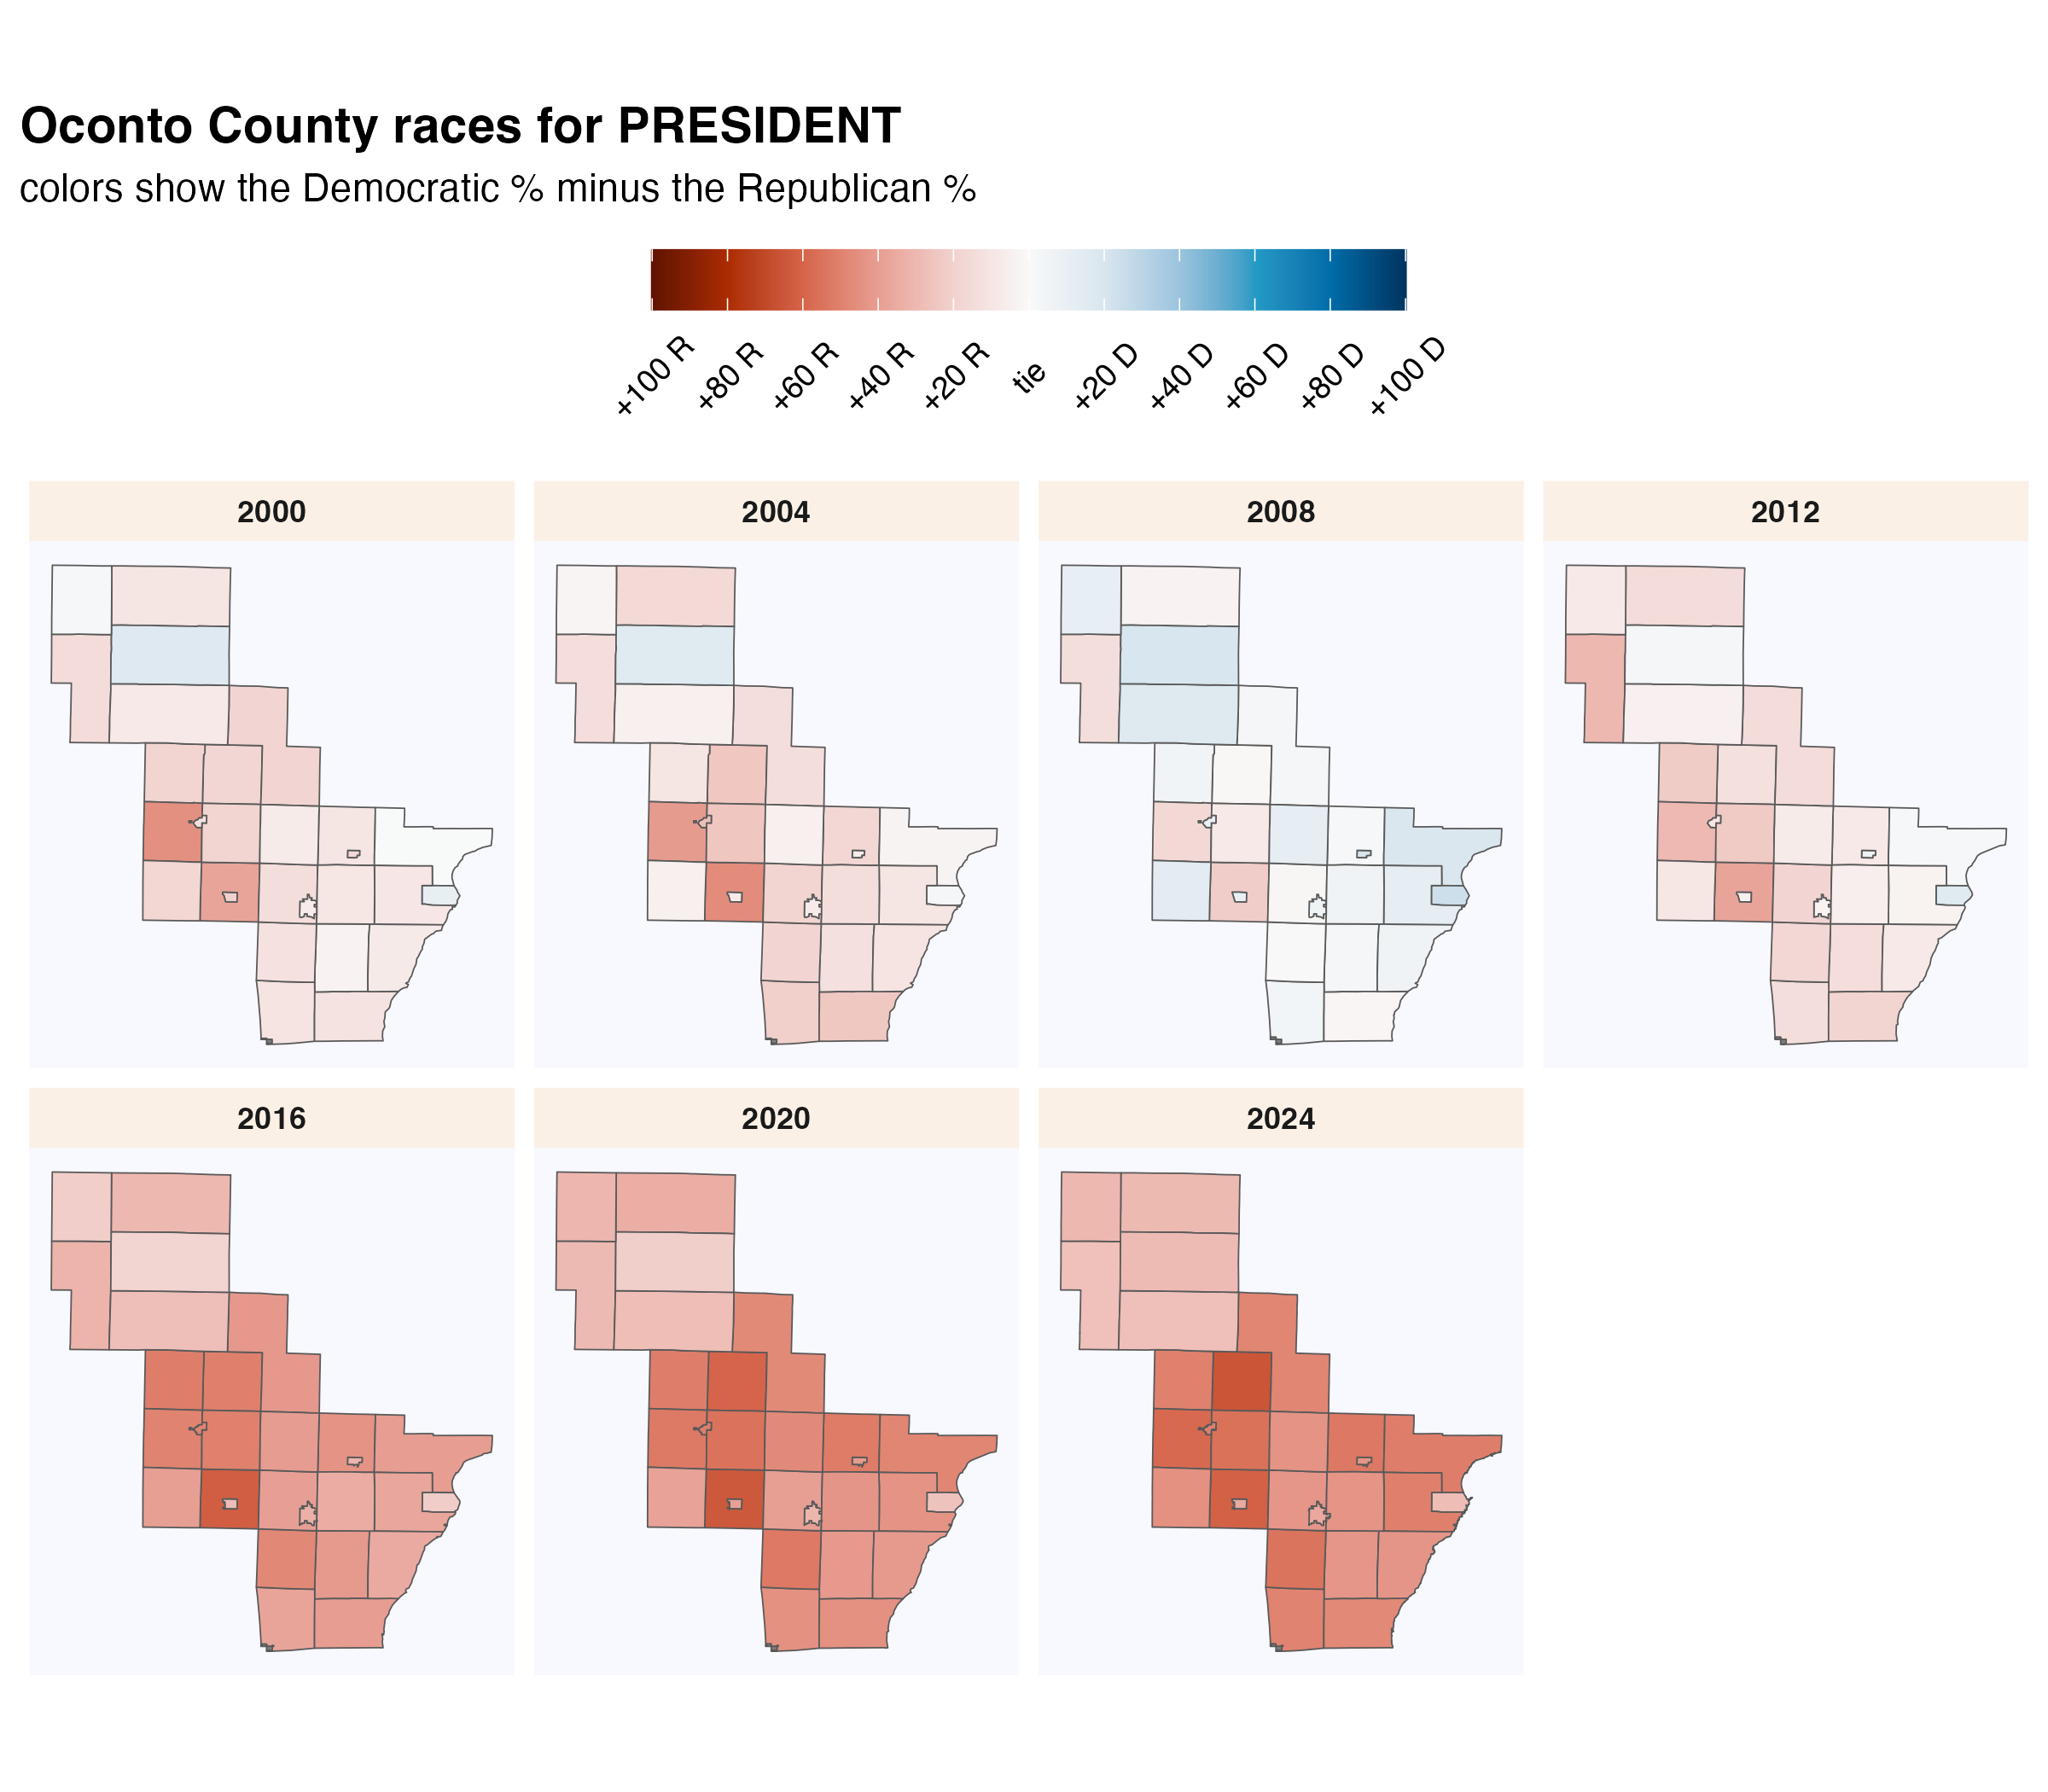 Oconto County races for PRESIDENT
colors show the Democratic % minus the Republican %
+100 R +80 R +60 R +40 R +20 R tie +20 D +40 D +60 D +80 D +100 D
2000 2004 2008 2012
2016 2020 2024